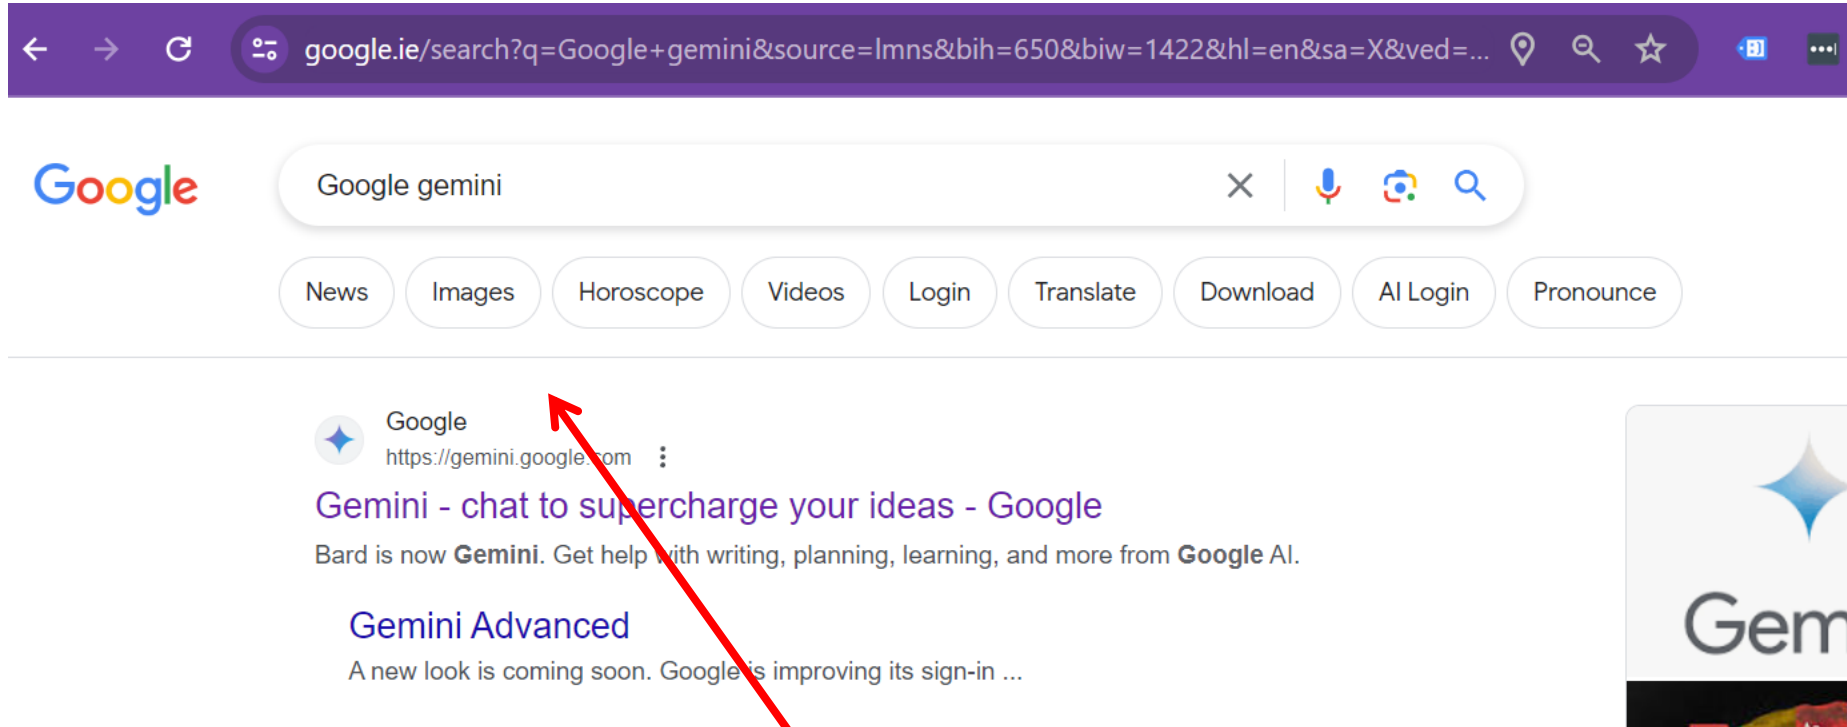 google.ie/search?q=Google+gemini&source=lmns&bih=650&biw=1422&hl=en&sa=X&ved=...
Google
Google gemini
News Images Horoscope Videos Login Translate Download AI Login Pronounce
Google
https://gemini.google.com
Gemini - chat to supercharge your ideas - Google
Bard is now Gemini. Get help with writing, planning, learning, and more from Google AI.
Gemini Advanced
A new look is coming soon. Google is improving its sign-in ...
Gem